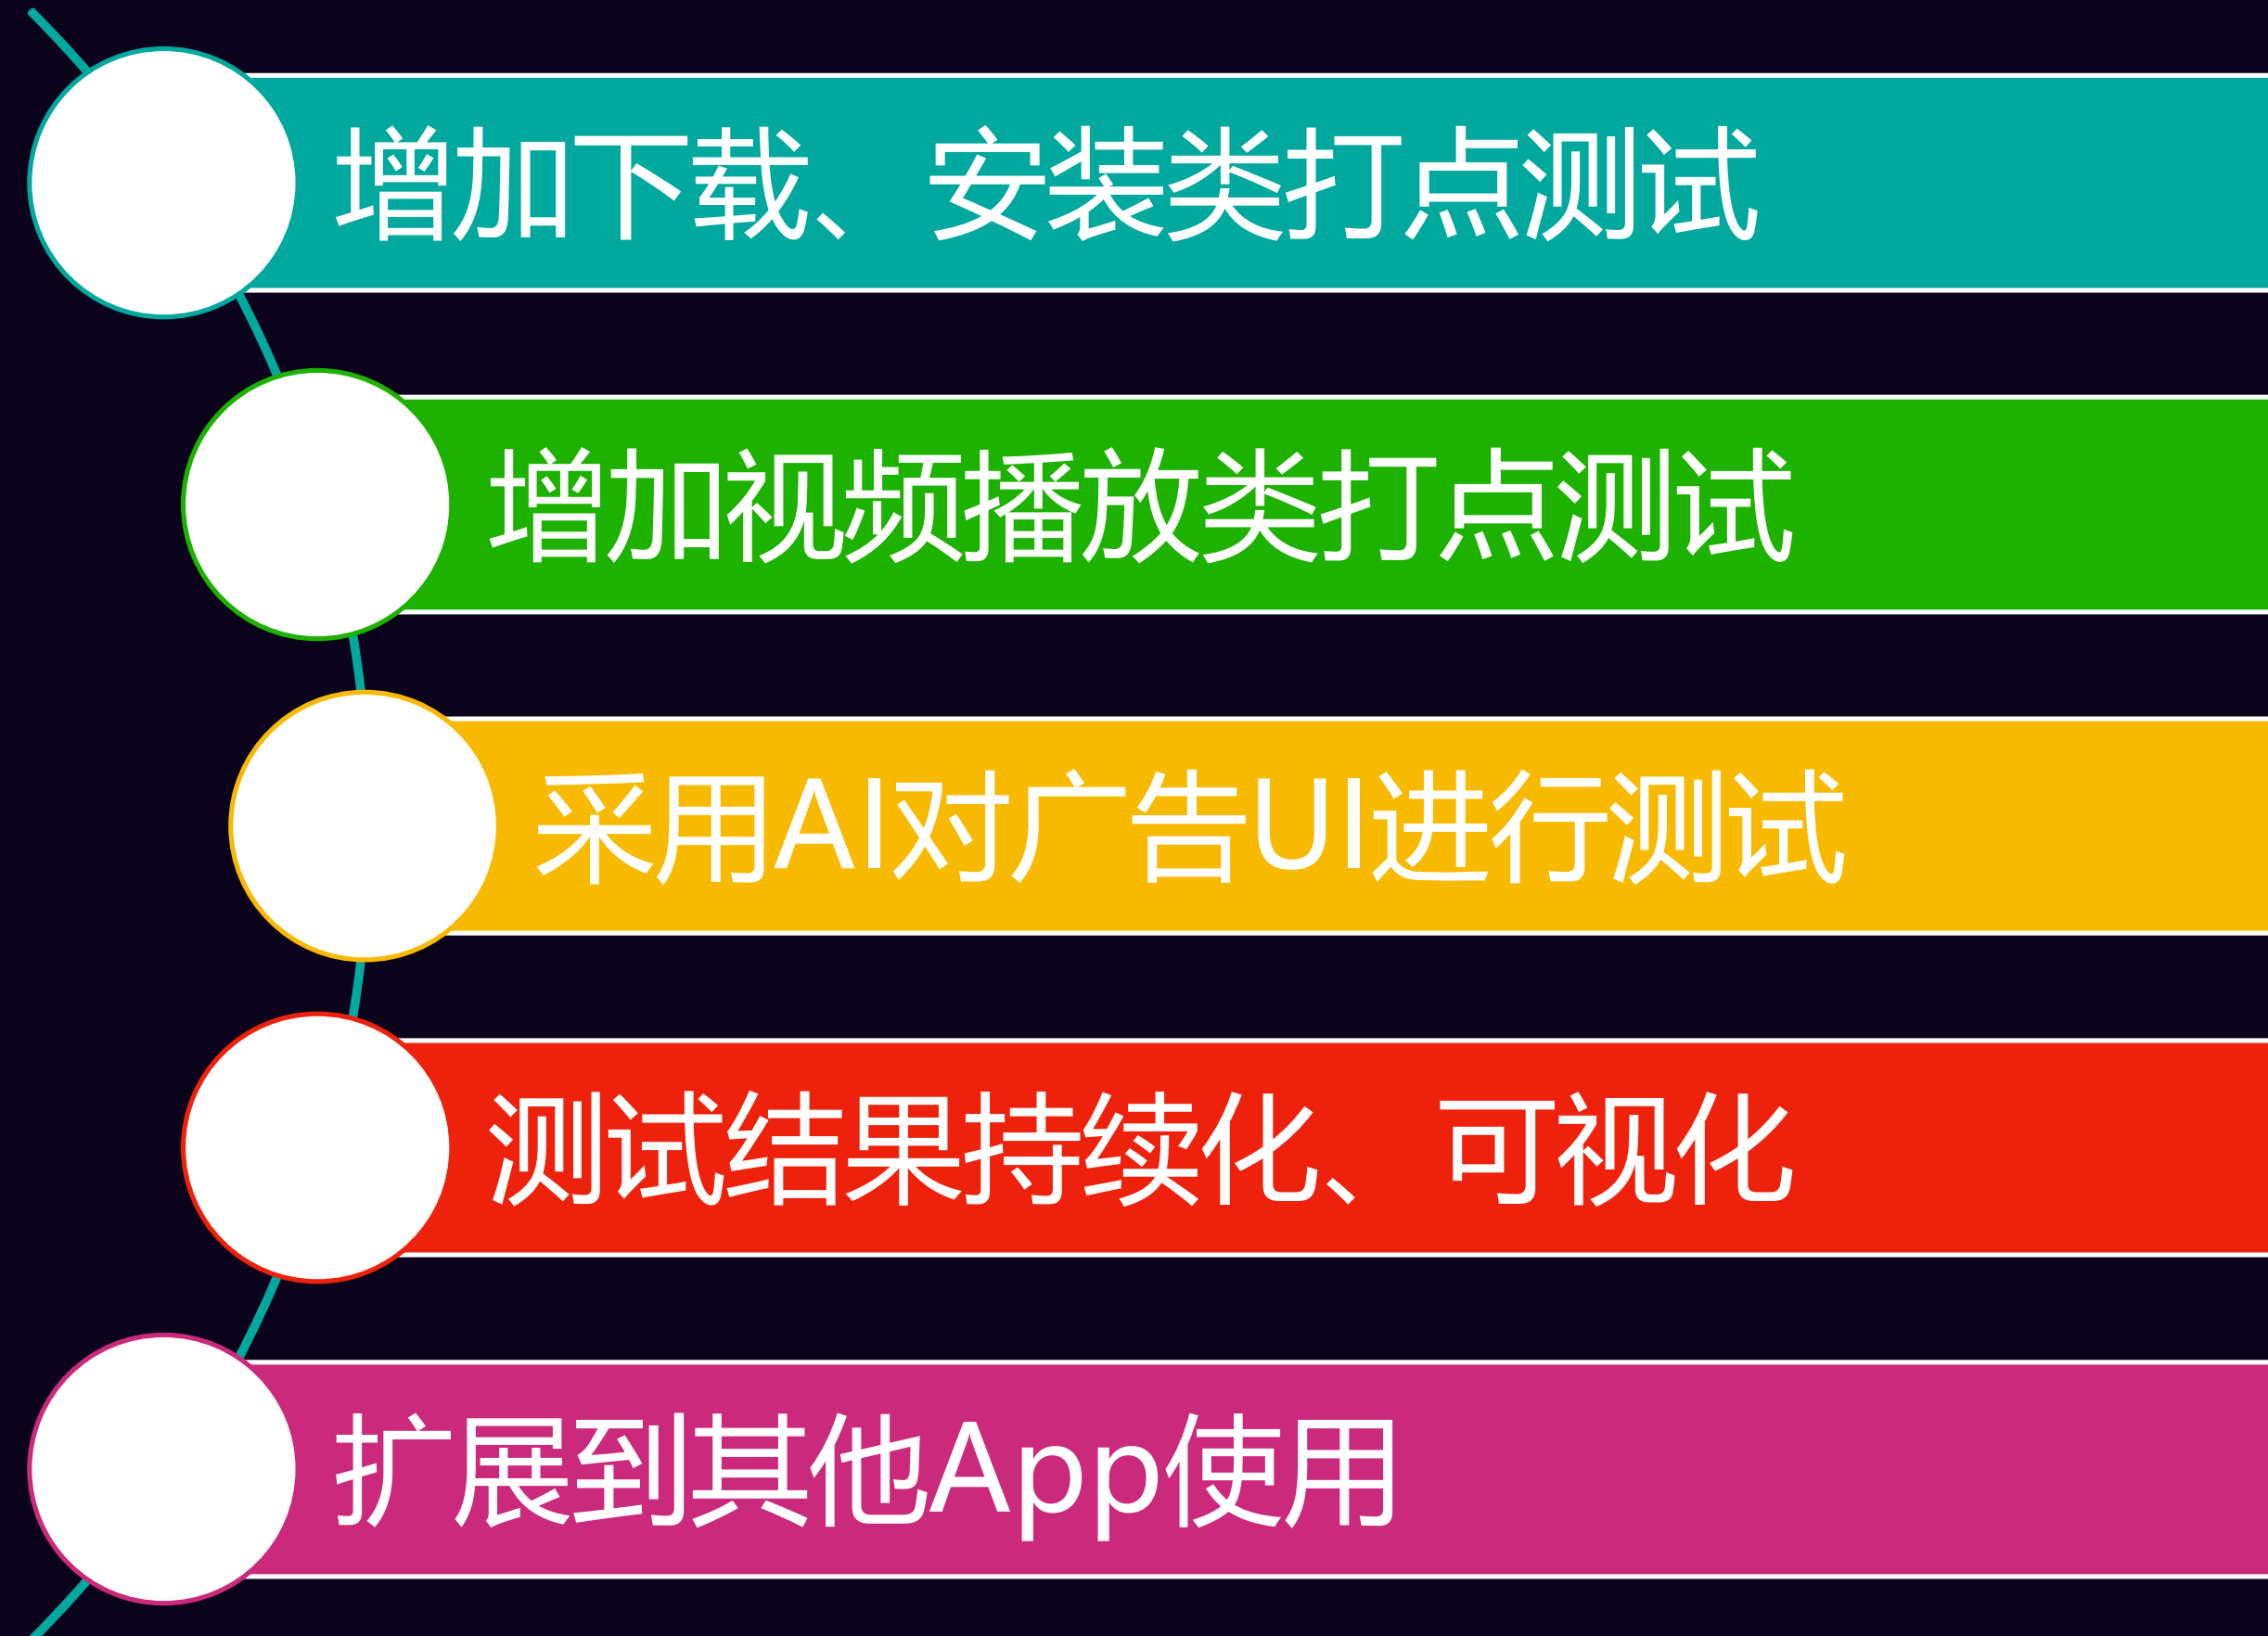 增加下载、安装类打点测试
增加视频播放类打点测试
采用AI对广告UI进行测试
测试结果持续化、可视化
扩展到其他App使用